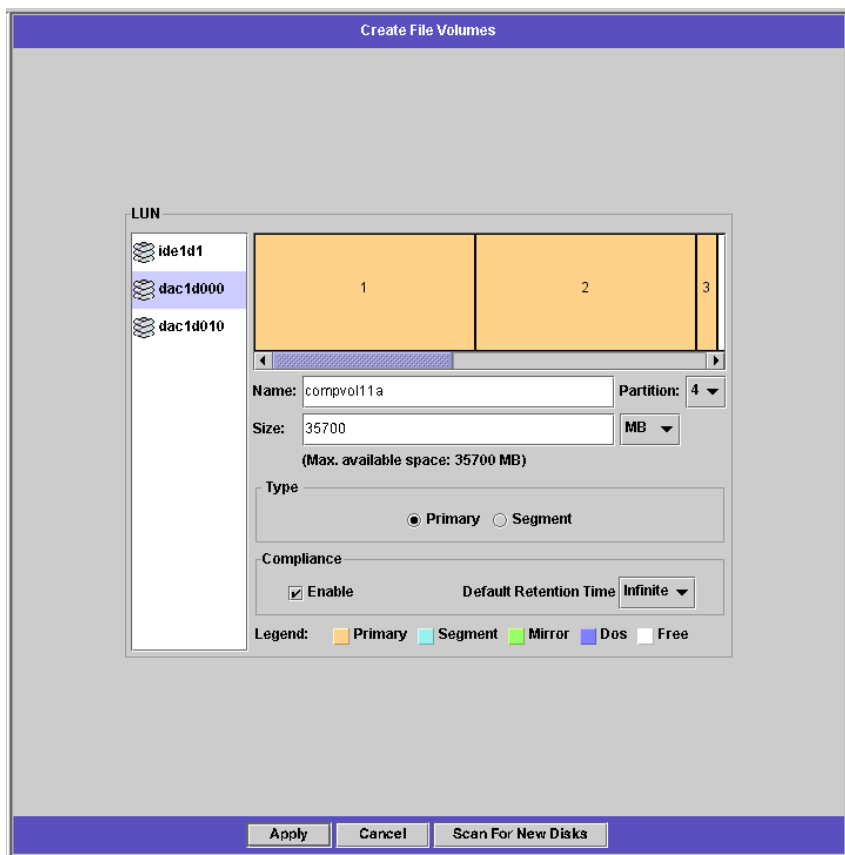 Create File Volumes
LUN
ide1d1
dac1d000
dac1d010
1 2 3
Name: compvol11a Partition: 4
Size: 35700 MB
(Max. available space: 35700 MB)
Type
Primary Segment
Compliance
Enable Default Retention Time Infinite
Legend: Primary Segment Mirror Dos Free
Apply Cancel Scan For New Disks